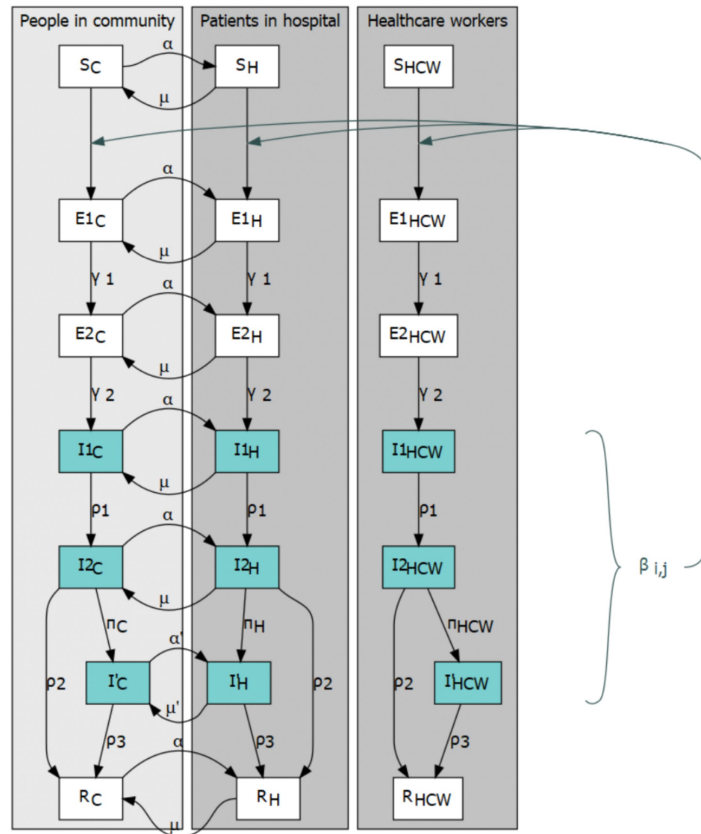 People in community
Patients in hospital
Healthcare workers
SC
α
SH
SHCW
μ
E1C
α
E1H
E1HCW
μ
γ 1
γ 1
γ 1
E2C
α
E2H
E2HCW
μ
γ 2
γ 2
γ 2
I1C
α
I1H
I1HCW
μ
ρ1
ρ1
ρ1
I2C
α
I2H
I2HCW
β i,j
μ
πC
πH
πHCW
α'
ρ2
I'C
I'H
ρ2
ρ2
I'HCW
μ'
ρ3
ρ3
ρ3
α
RC
RH
RHCW
μ